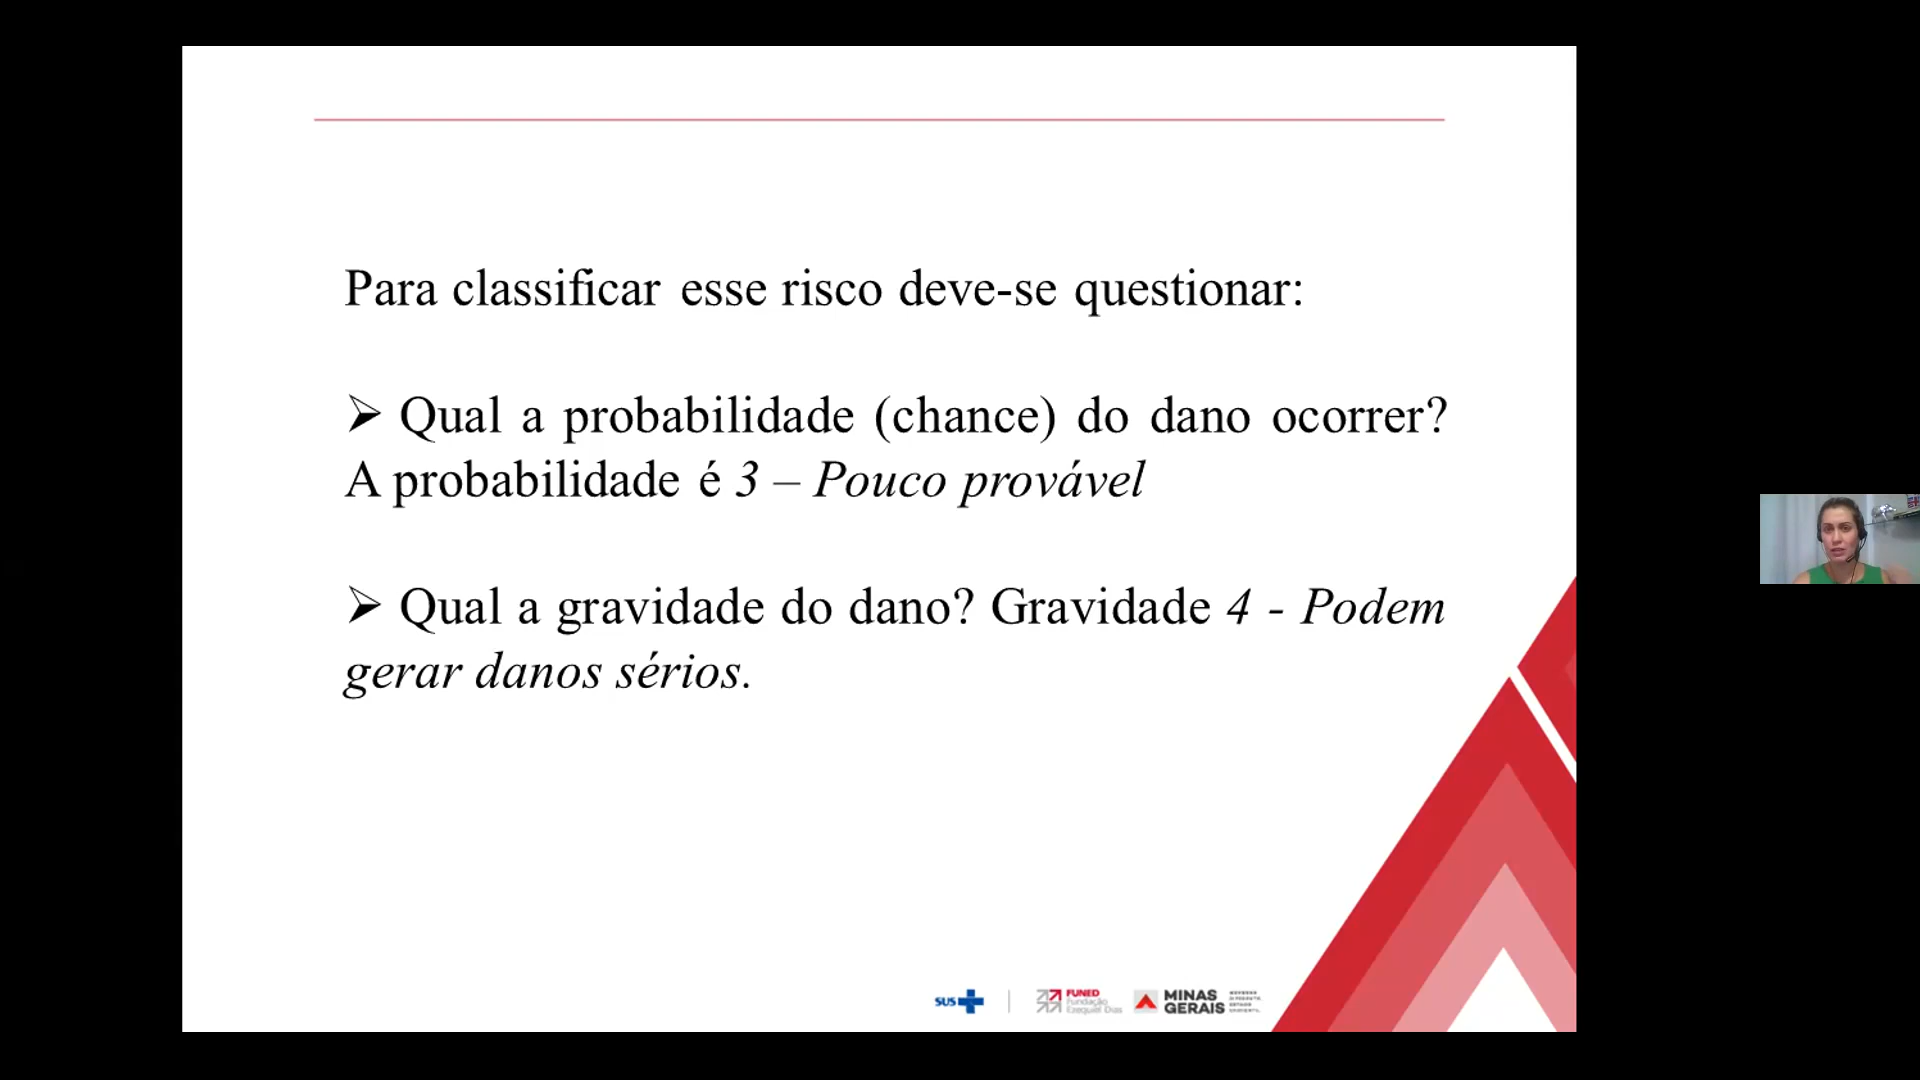 Para classificar esse risco deve-se questionar:
➢ Qual a probabilidade (chance) do dano ocorrer?
A probabilidade é 3 – Pouco provável
➢ Qual a gravidade do dano? Gravidade 4 - Podem
gerar danos sérios.
SUS
FUNED
Fundação
Ezequiel Dias
MINAS
GERAIS